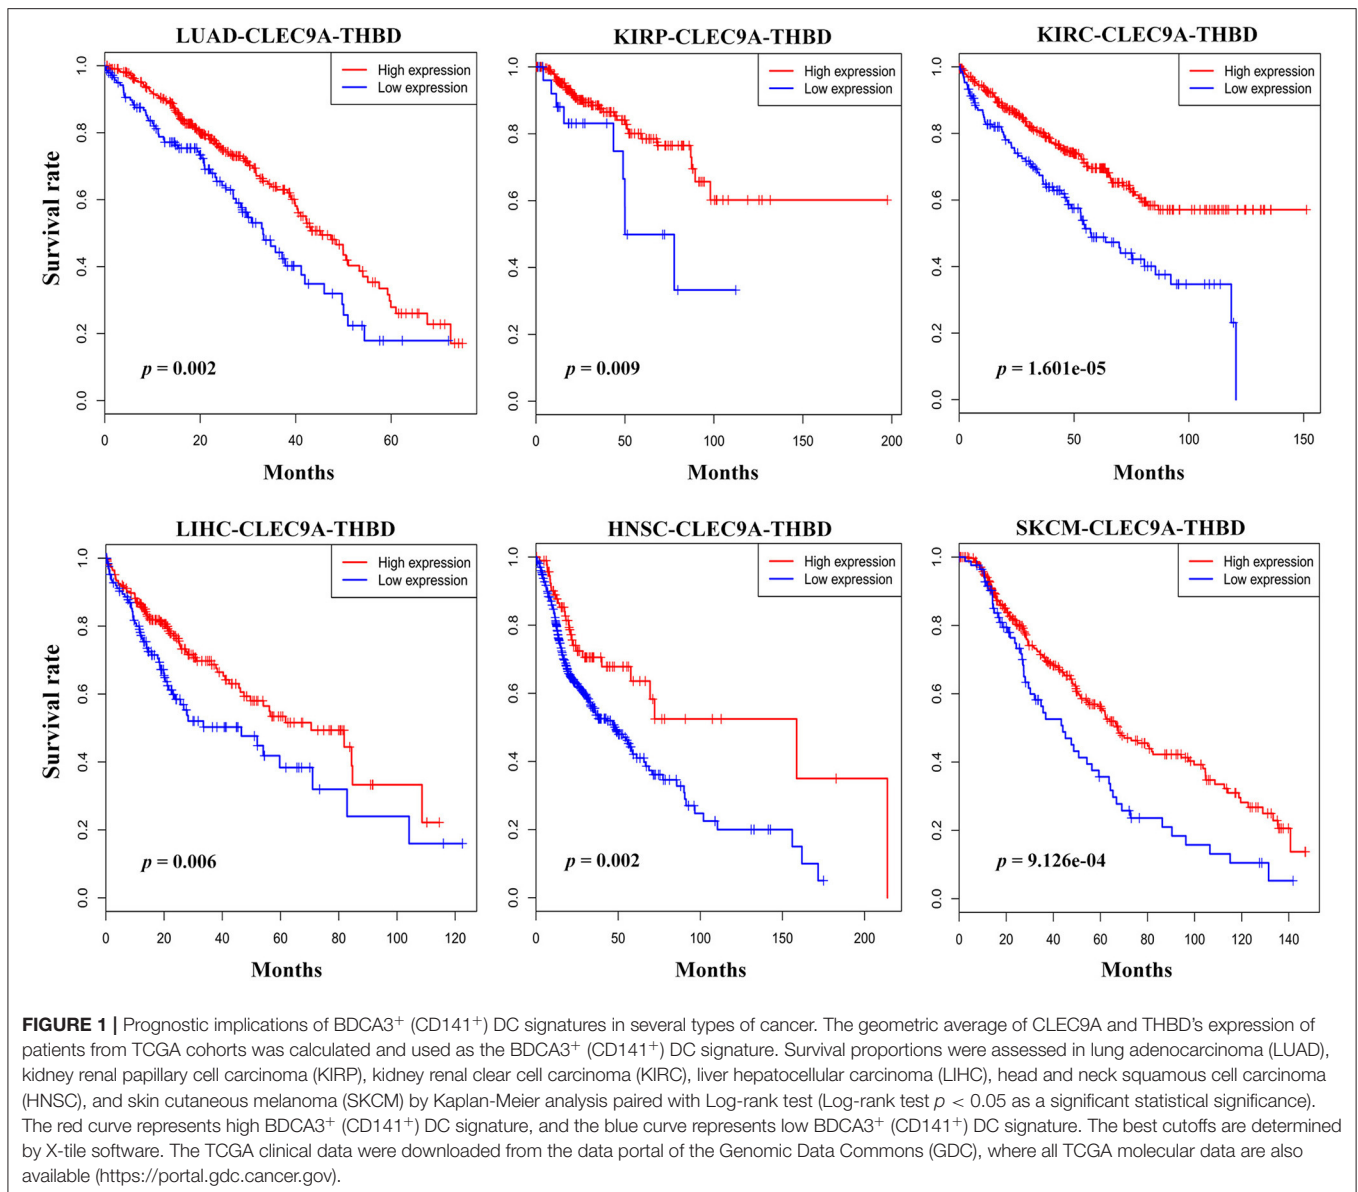 LUAD-CLEC9A-THBD
High expression
Low expression
Survival rate
1.0
0.8
0.6
0.4
0.2
0.0
p = 0.002
0 20 40 60
Months
KIRP-CLEC9A-THBD
High expression
Low expression
1.0
0.8
0.6
0.4
0.2
0.0
p = 0.009
0 50 100 150 200
Months
KIRC-CLEC9A-THBD
High expression
Low expression
1.0
0.8
0.6
0.4
0.2
0.0
p = 1.601e-05
0 50 100 150
Months
LIHC-CLEC9A-THBD
High expression
Low expression
Survival rate
1.0
0.8
0.6
0.4
0.2
0.0
p = 0.006
0 20 40 60 80 100 120
Months
HNSC-CLEC9A-THBD
High expression
Low expression
1.0
0.8
0.6
0.4
0.2
0.0
p = 0.002
0 50 100 150 200
Months
SKCM-CLEC9A-THBD
High expression
Low expression
1.0
0.8
0.6
0.4
0.2
0.0
p = 9.126e-04
0 20 40 60 80 100 120 140
Months
FIGURE 1 | Prognostic implications of BDCA3⁺ (CD141⁺) DC signatures in several types of cancer. The geometric average of CLEC9A and THBD's expression of
patients from TCGA cohorts was calculated and used as the BDCA3⁺ (CD141⁺) DC signature. Survival proportions were assessed in lung adenocarcinoma (LUAD),
kidney renal papillary cell carcinoma (KIRP), kidney renal clear cell carcinoma (KIRC), liver hepatocellular carcinoma (LIHC), head and neck squamous cell carcinoma
(HNSC), and skin cutaneous melanoma (SKCM) by Kaplan-Meier analysis paired with Log-rank test (Log-rank test p < 0.05 as a significant statistical significance).
The red curve represents high BDCA3⁺ (CD141⁺) DC signature, and the blue curve represents low BDCA3⁺ (CD141⁺) DC signature. The best cutoffs are determined
by X-tile software. The TCGA clinical data were downloaded from the data portal of the Genomic Data Commons (GDC), where all TCGA molecular data are also
available (https://portal.gdc.cancer.gov).